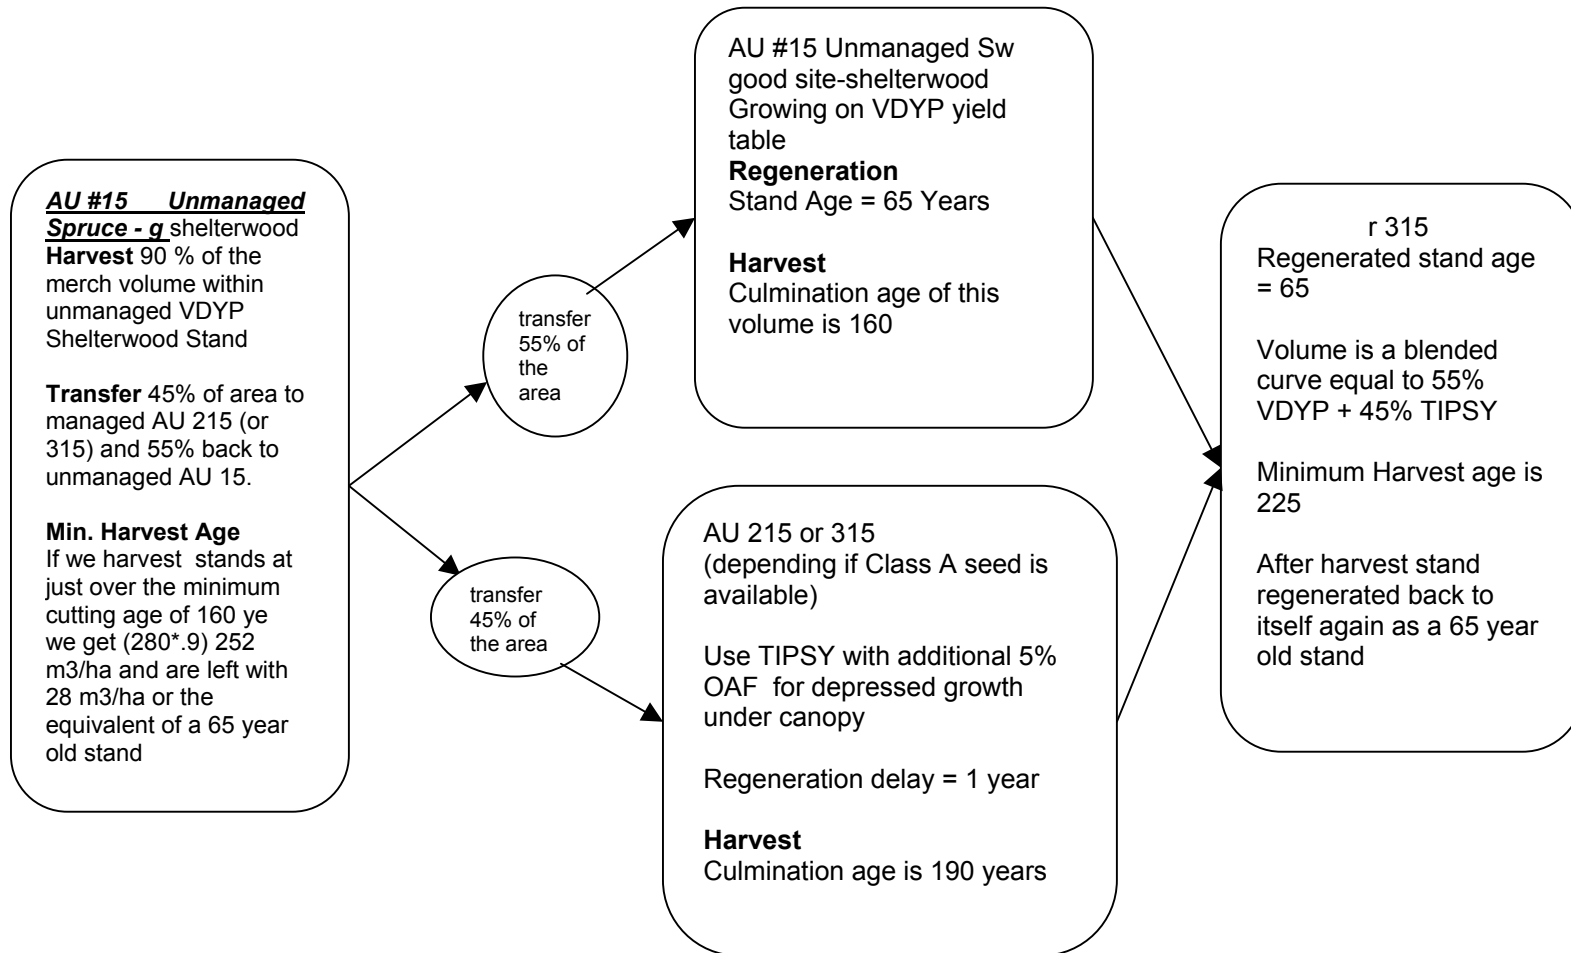 AU #15 Unmanaged
Spruce - g shelterwood
Harvest 90 % of the
merch volume within
unmanaged VDYP
Shelterwood Stand
Transfer 45% of area to
managed AU 215 (or
315) and 55% back to
unmanaged AU 15.
Min. Harvest Age
If we harvest stands at
just over the minimum
cutting age of 160 ye
we get (280*.9) 252
m3/ha and are left with
28 m3/ha or the
equivalent of a 65 year
old stand
transfer
55% of
the
area
transfer
45% of
the area
AU #15 Unmanaged Sw
good site-shelterwood
Growing on VDYP yield
table
Regeneration
Stand Age = 65 Years
Harvest
Culmination age of this
volume is 160
AU 215 or 315
(depending if Class A seed is
available)
Use TIPSY with additional 5%
OAF for depressed growth
under canopy
Regeneration delay = 1 year
Harvest
Culmination age is 190 years
r 315
Regenerated stand age
= 65
Volume is a blended
curve equal to 55%
VDYP + 45% TIPSY
Minimum Harvest age is
225
After harvest stand
regenerated back to
itself again as a 65 year
old stand